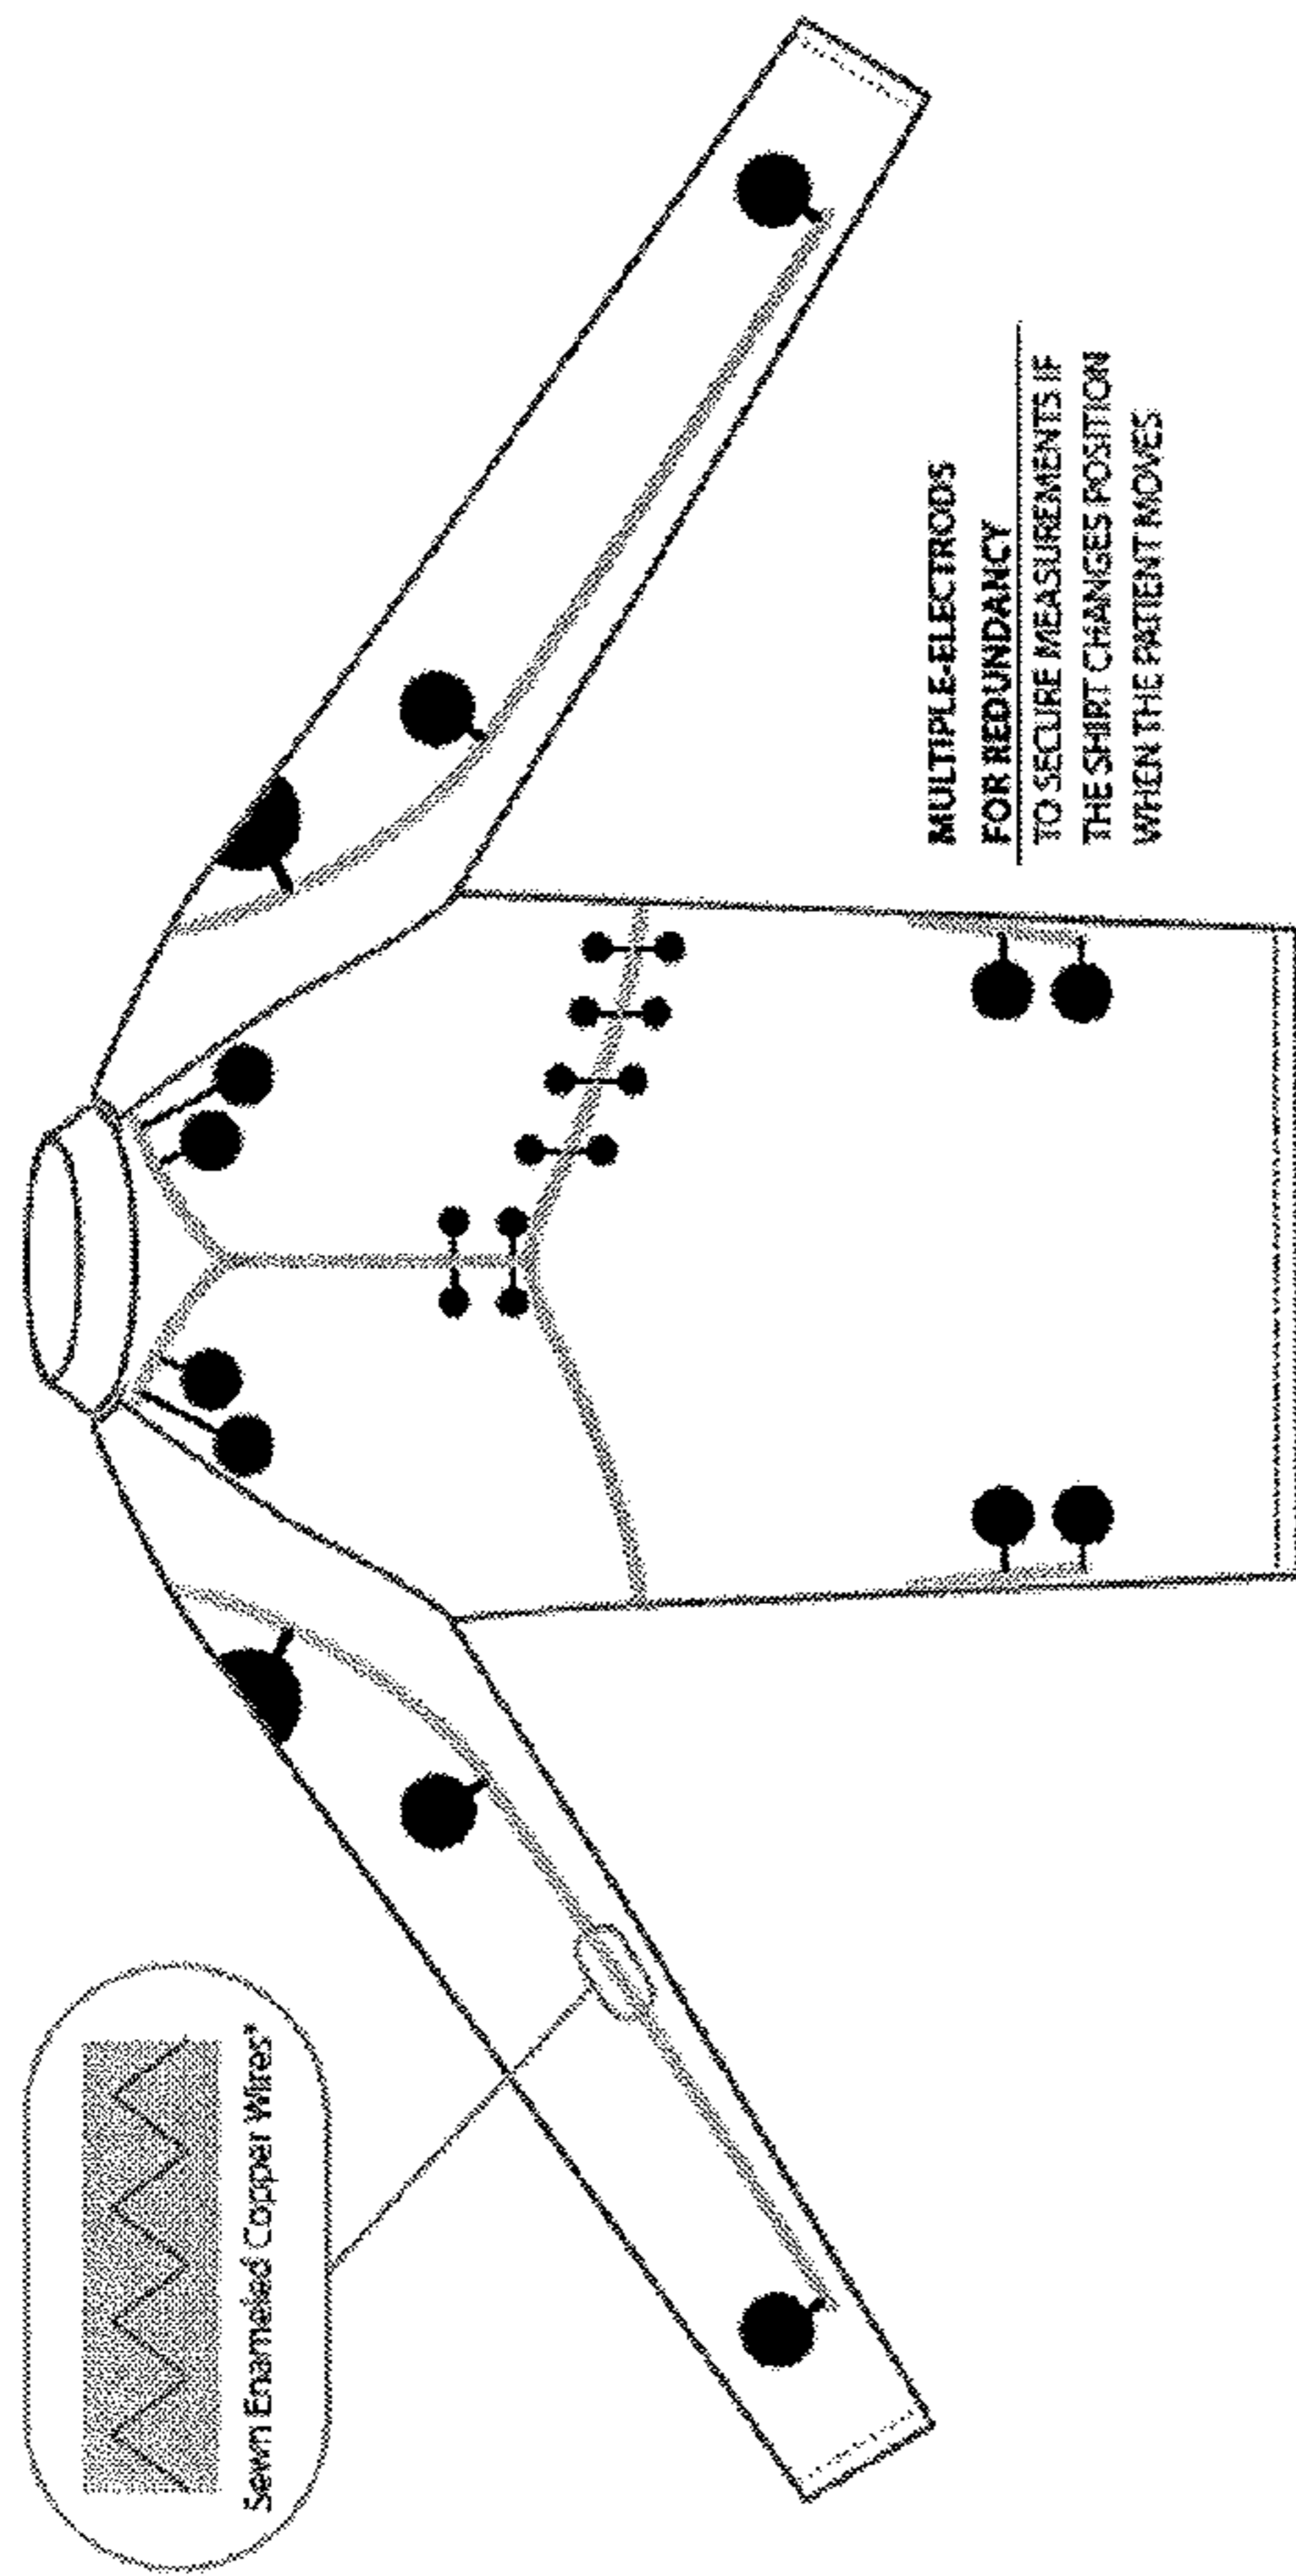 Sewn Enameled Copper Wires*
MULTIPLE-ELECTRODS
FOR REDUNDANCY
TO SECURE MEASUREMENTS IF
THE SHIRT CHANGES POSITION
WHEN THE PATIENT MOVES